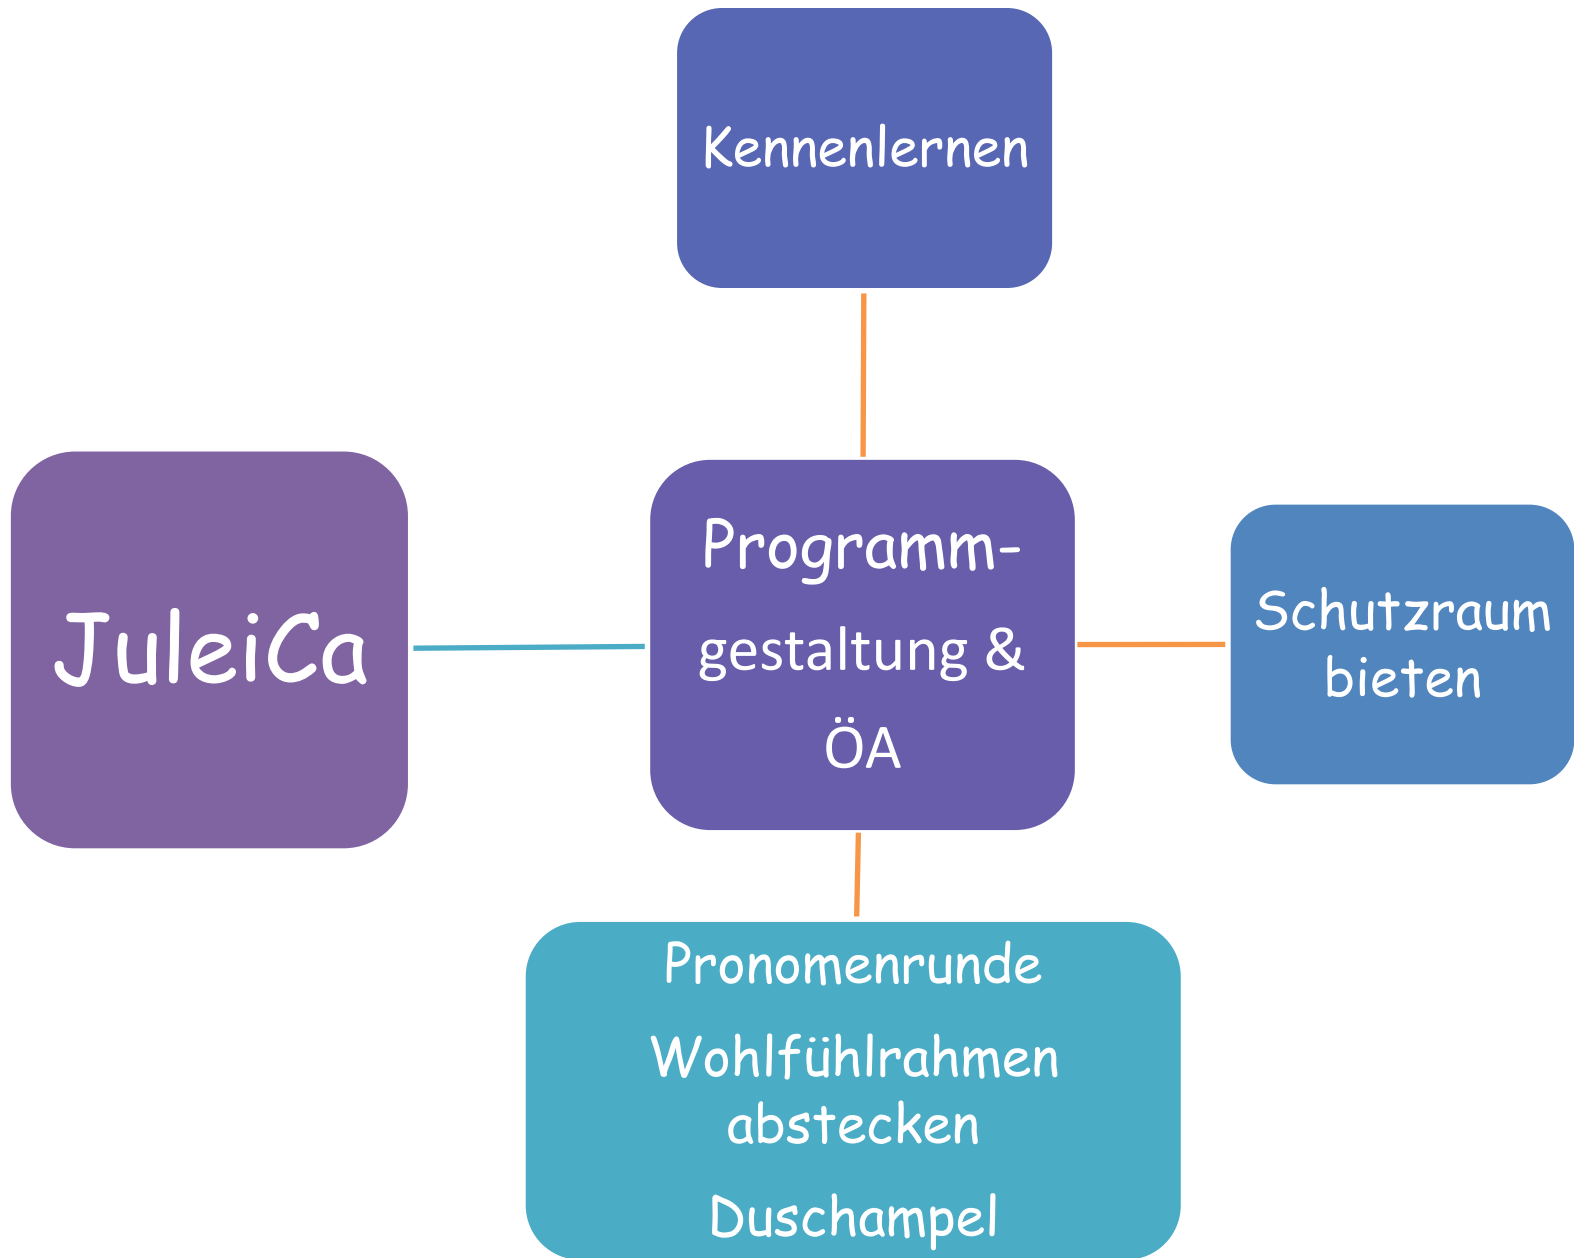 Kennenlernen
JuleiCa
Programm-
gestaltung &
ÖA
Schutzraum
bieten
Pronomenrunde
Wohlfühlrahmen
abstecken
Duschampel